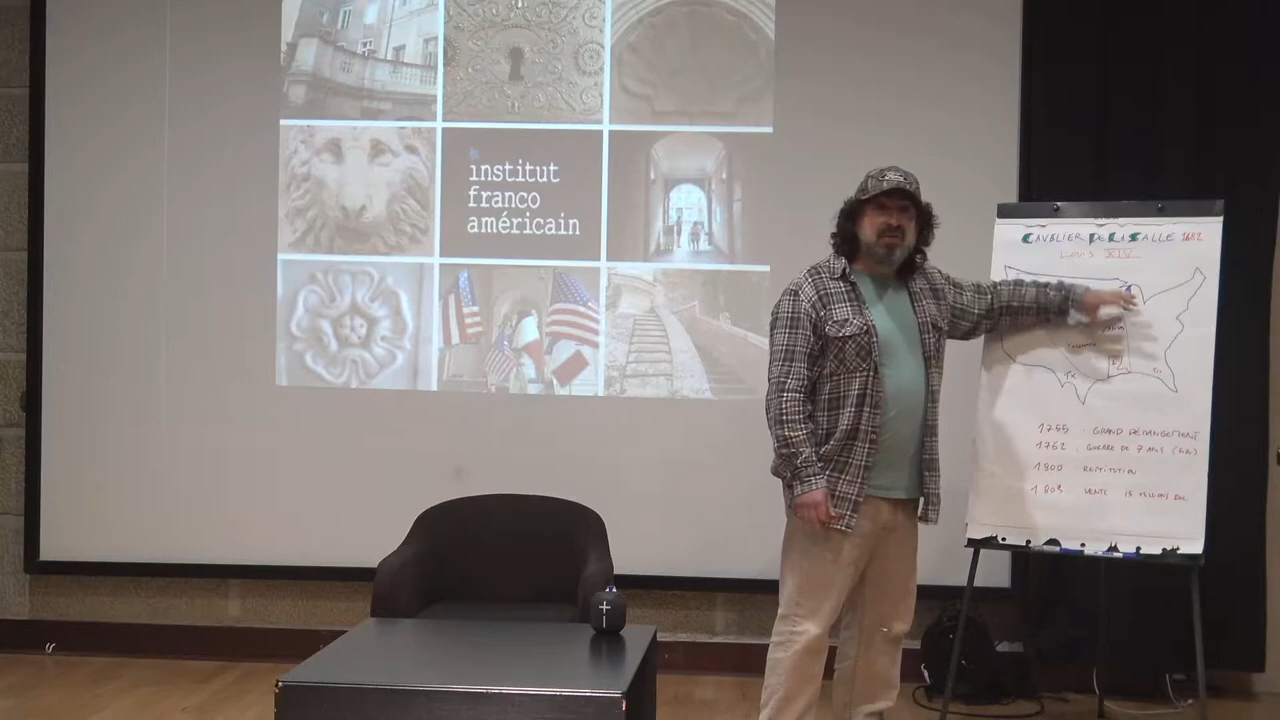 institut
franco
américain
CAVELIER DE LA SALLE 1682
LOUIS XIV
TX
1755 : GRAND DÉRANGEMENT
1762 : GUERRE DE 7 ANS
1800 RESTITUTION
1803 VENTE 15 MILLIONS